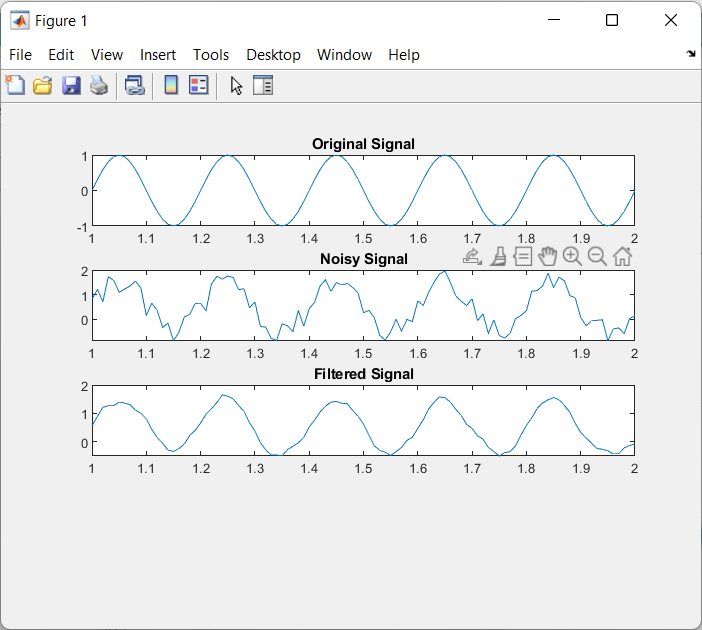 Figure 1
File Edit View Insert Tools Desktop Window Help
Original Signal
1
0
-1
1 1.1 1.2 1.3 1.4 1.5 1.6 1.7 1.8 1.9 2
Noisy Signal
2
1
0
1 1.1 1.2 1.3 1.4 1.5 1.6 1.7 1.8 1.9 2
Filtered Signal
2
1
0
1 1.1 1.2 1.3 1.4 1.5 1.6 1.7 1.8 1.9 2